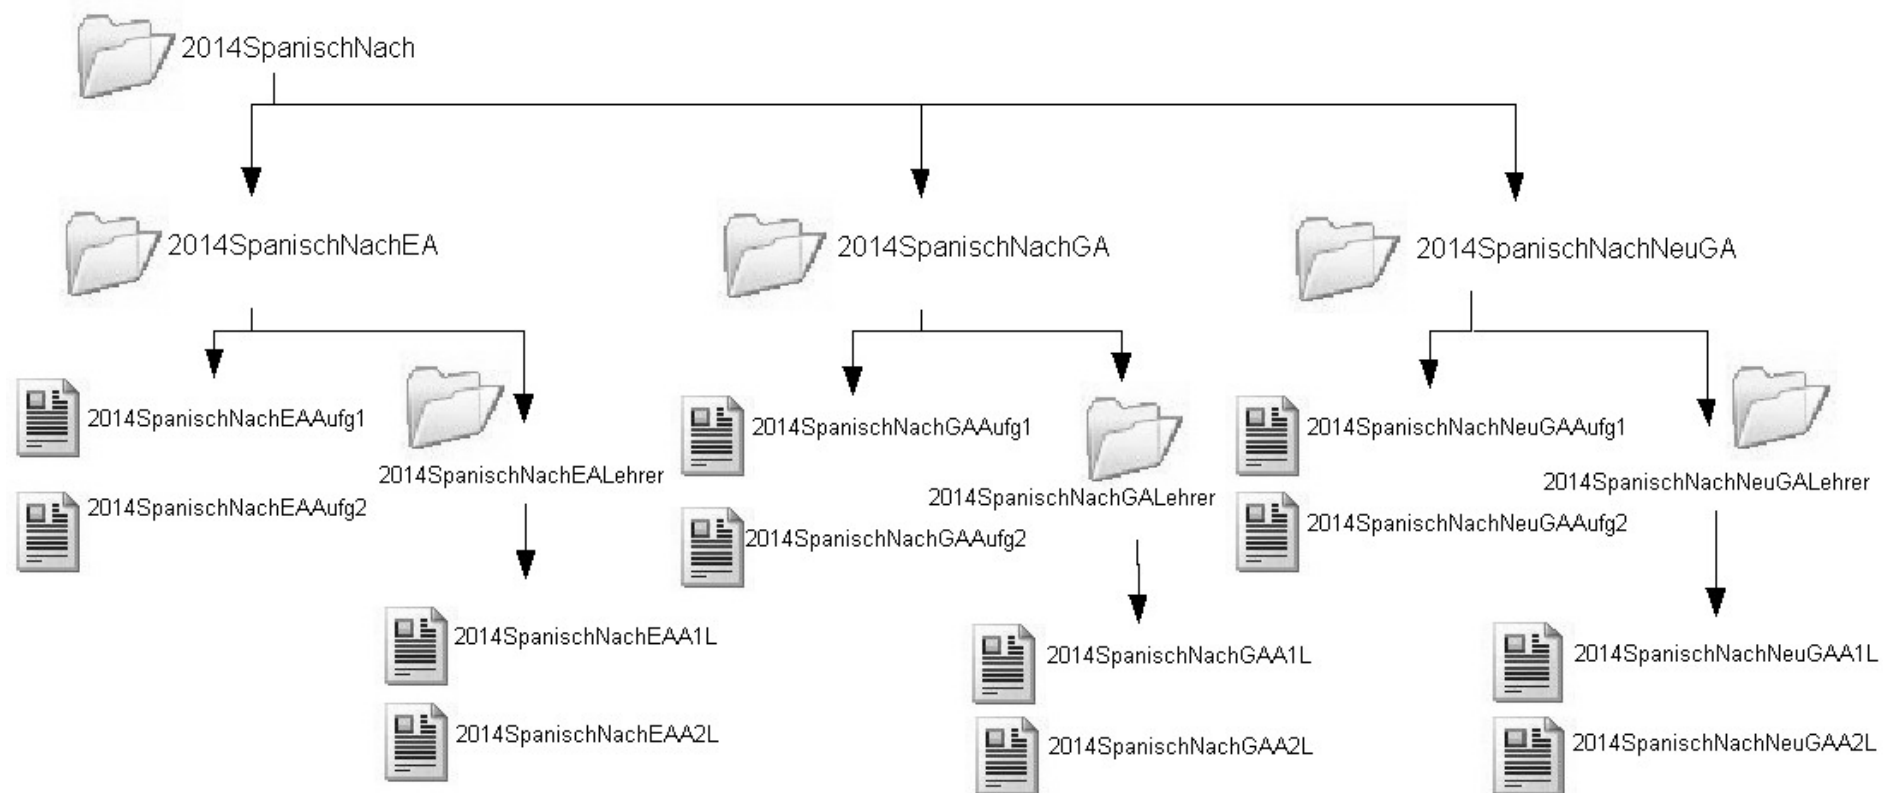 2014SpanischNach
2014SpanischNachEA
2014SpanischNachGA
2014SpanischNachNeuGA
2014SpanischNachEAAufg1
2014SpanischNachEAAufg2
2014SpanischNachEALehrer
2014SpanischNachEAA1L
2014SpanischNachEAA2L
2014SpanischNachGAAufg1
2014SpanischNachGAAufg2
2014SpanischNachGALehrer
2014SpanischNachGAA1L
2014SpanischNachGAA2L
2014SpanischNachNeuGAAufg1
2014SpanischNachNeuGAAufg2
2014SpanischNachNeuGALehrer
2014SpanischNachNeuGAA1L
2014SpanischNachNeuGAA2L